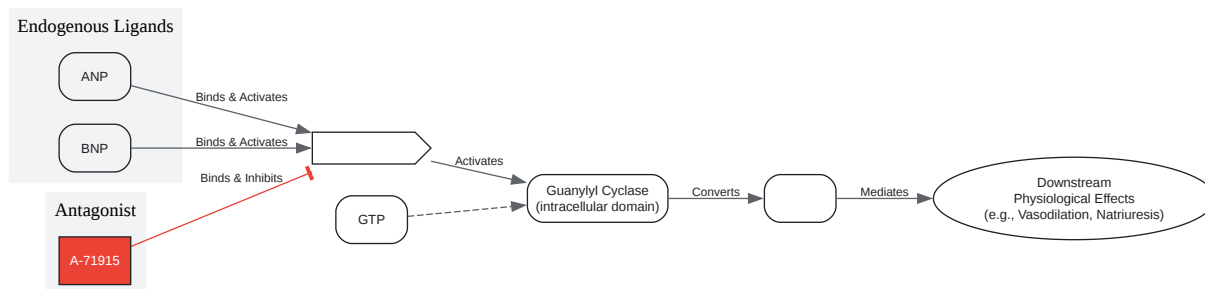 Endogenous Ligands
ANP
Binds & Activates
BNP
Binds & Activates
Binds & Inhibits
Activates
Antagonist
A-71915
GTP
Guanylyl Cyclase
(intracellular domain)
Converts
Mediates
Downstream
Physiological Effects
(e.g., Vasodilation, Natriuresis)